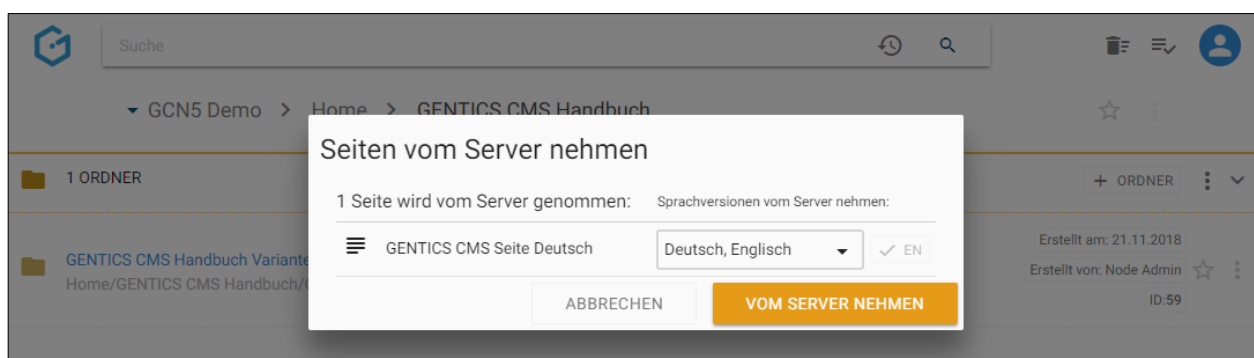 Suche
GCN5 Demo > Home > GENTICS CMS Handbuch
Seiten vom Server nehmen
1 ORDNER
+ ORDNER
1 Seite wird vom Server genommen: Sprachversionen vom Server nehmen:
GENTICS CMS Seite Deutsch Deutsch, Englisch EN
Erstellt am: 21.11.2018
GENTICS CMS Handbuch Variante
Erstellt von: Node Admin
Home/GENTICS CMS Handbuch/
ID:59
ABBRECHEN VOM SERVER NEHMEN